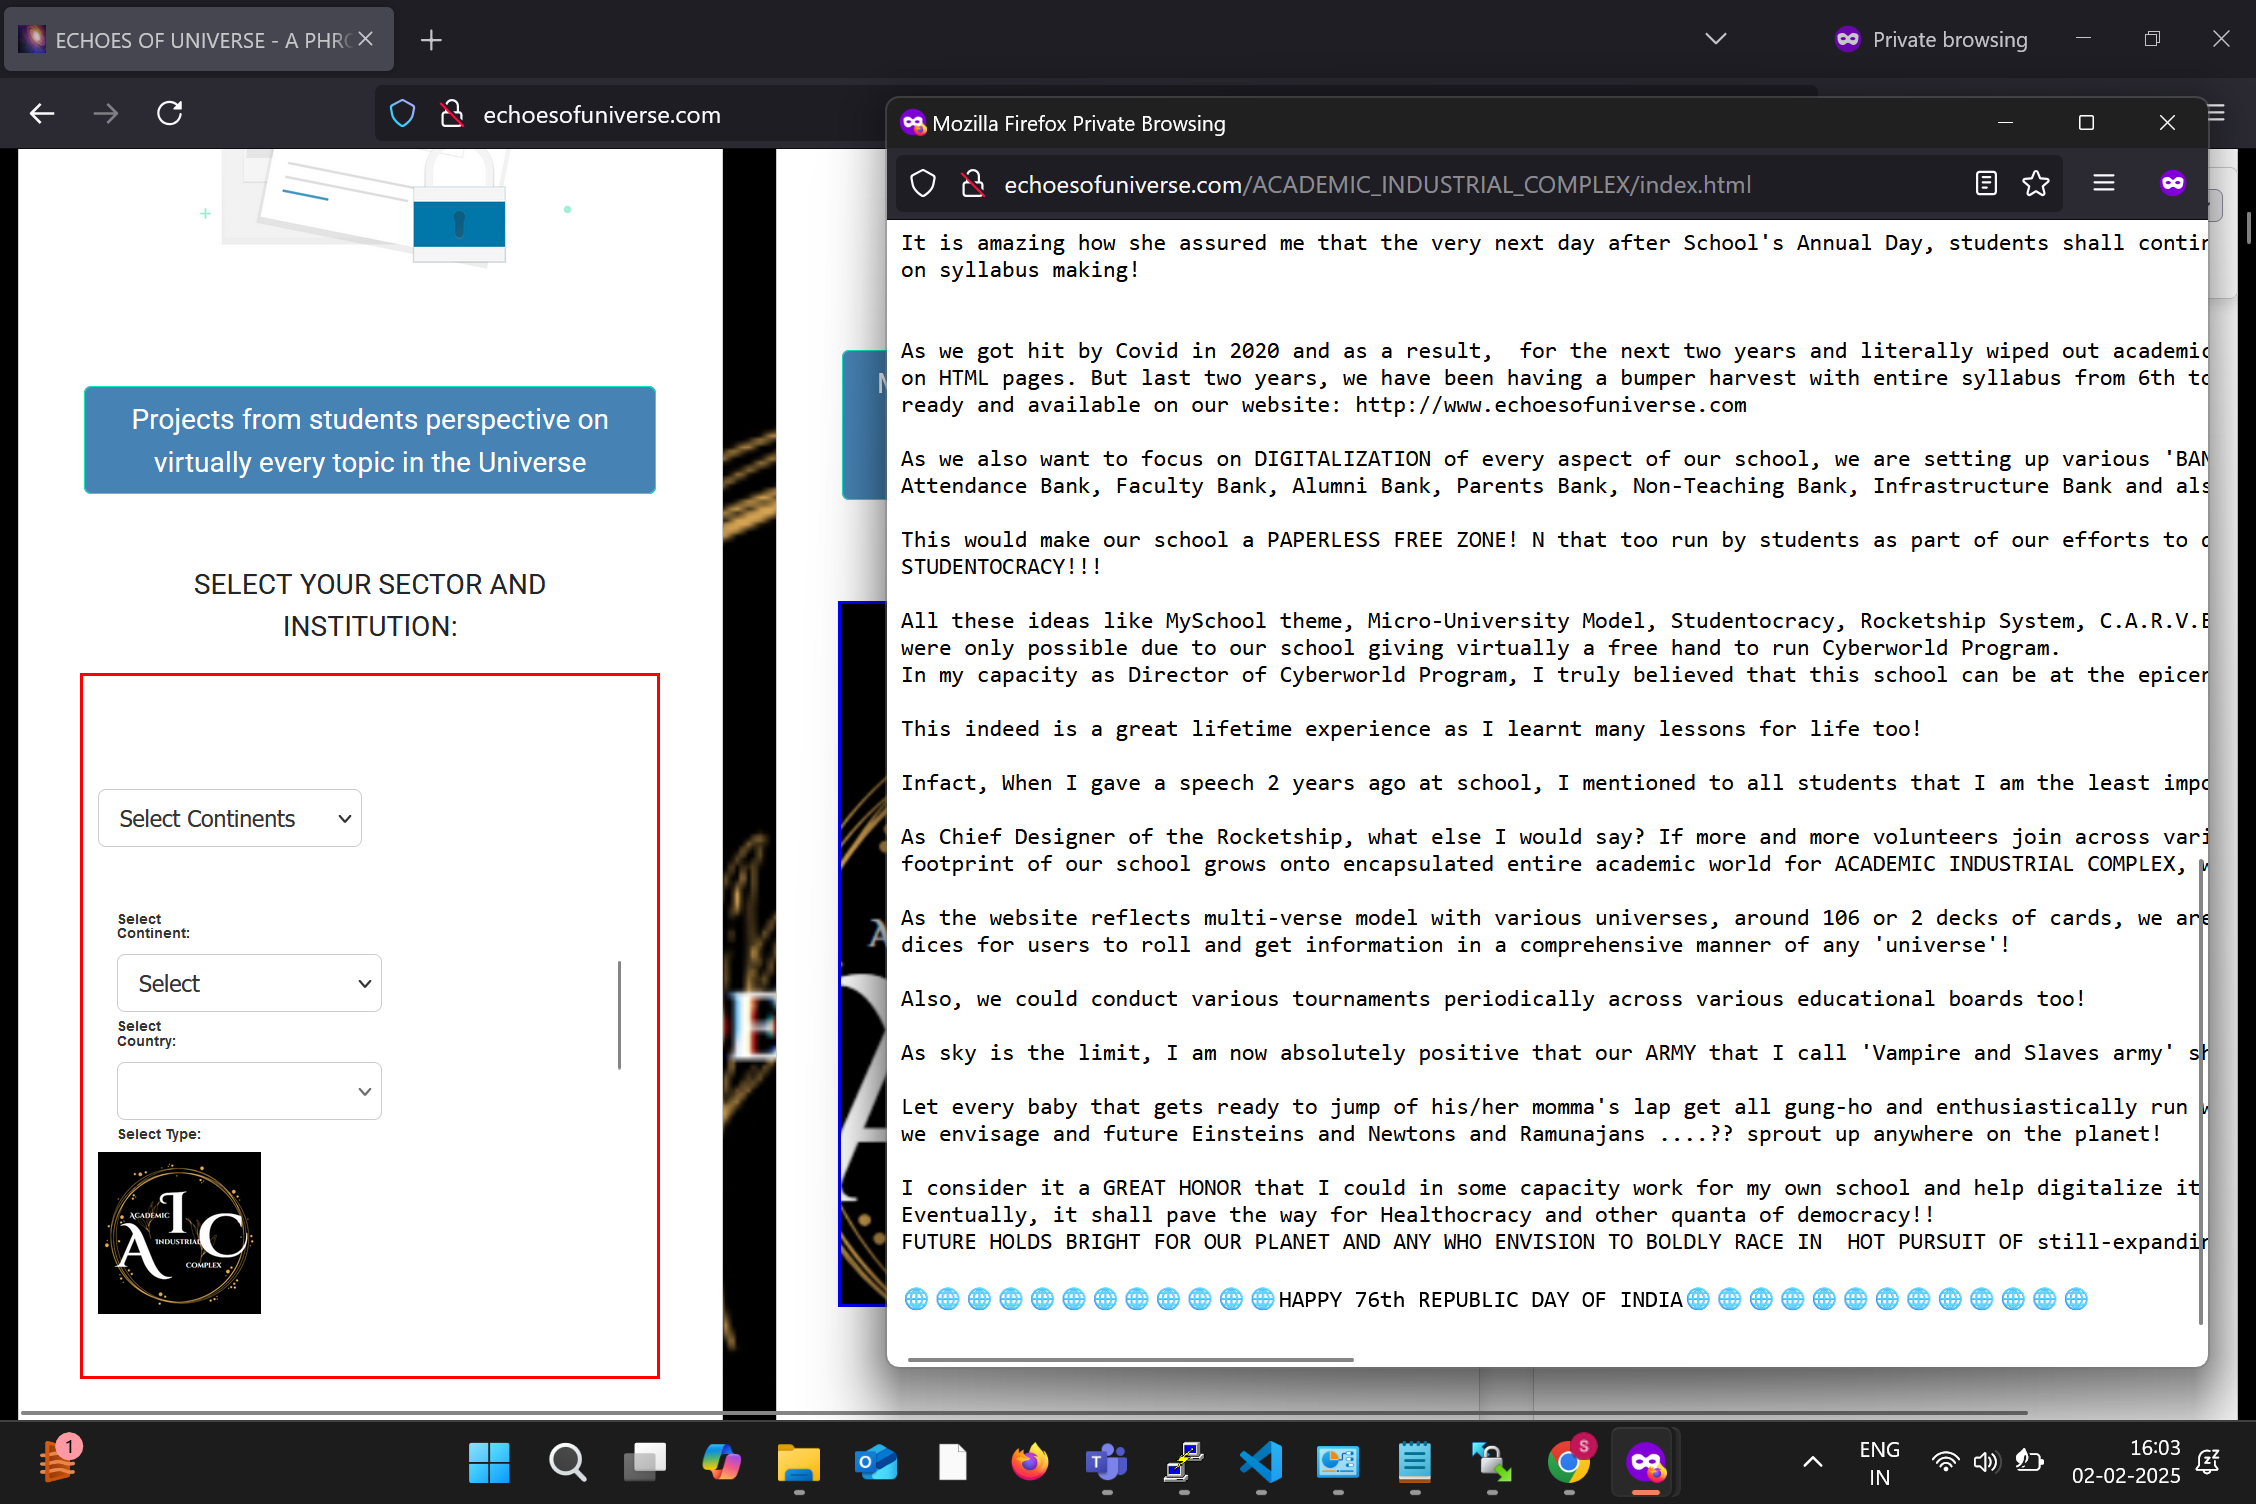 ECHOES OF UNIVERSE - A PHRO
Private browsing
echoesofuniverse.com
Projects from students perspective on
virtually every topic in the Universe
SELECT YOUR SECTOR AND
INSTITUTION:
Select Continents
Select
Continent:
Select
Select
Country:
Select Type:
ACADEMIC
INDUSTRIAL
COMPLEX
AIC
Mozilla Firefox Private Browsing
echoesofuniverse.com/ACADEMIC_INDUSTRIAL_COMPLEX/index.html
It is amazing how she assured me that the very next day after School's Annual Day, students shall
on syllabus making!
As we got hit by Covid in 2020 and as a result,  for the next two years and literally wiped out academic
on HTML pages. But last two years, we have been having a bumper harvest with entire syllabus from 6th to
ready and available on our website: http://www.echoesofuniverse.com
As we also want to focus on DIGITALIZATION of every aspect of our school, we are setting up various
Attendance Bank, Faculty Bank, Alumni Bank, Parents Bank, Non-Teaching Bank, Infrastructure Bank and
This would make our school a PAPERLESS FREE ZONE! N that too run by students as part of our efforts to
STUDENTOCRACY!!!
All these ideas like MySchool theme, Micro-University Model, Studentocracy, Rocketship System,
were only possible due to our school giving virtually a free hand to run Cyberworld Program.
In my capacity as Director of Cyberworld Program, I truly believed that this school can be at the
This indeed is a great lifetime experience as I learnt many lessons for life too!
Infact, When I gave a speech 2 years ago at school, I mentioned to all students that I am the least
As Chief Designer of the Rocketship, what else I would say? If more and more volunteers join across
footprint of our school grows onto encapsulated entire academic world for ACADEMIC INDUSTRIAL COMPLEX,
As the website reflects multi-verse model with various universes, around 106 or 2 decks of cards, we are
dices for users to roll and get information in a comprehensive manner of any 'universe'!
Also, we could conduct various tournaments periodically across various educational boards too!
As sky is the limit, I am now absolutely positive that our ARMY that I call 'Vampire and Slaves army'
Let every baby that gets ready to jump of his/her momma's lap get all gung-ho and enthusiastically run
we envisage and future Einsteins and Newtons and Ramunajans ....?? sprout up anywhere on the planet!
I consider it a GREAT HONOR that I could in some capacity work for my own school and help digitalize it
Eventually, it shall pave the way for Healthocracy and other quanta of democracy!!
FUTURE HOLDS BRIGHT FOR OUR PLANET AND ANY WHO ENVISION TO BOLDLY RACE IN  HOT PURSUIT OF
HAPPY 76th REPUBLIC DAY OF INDIA
1
ENG
IN
16:03
02-02-2025